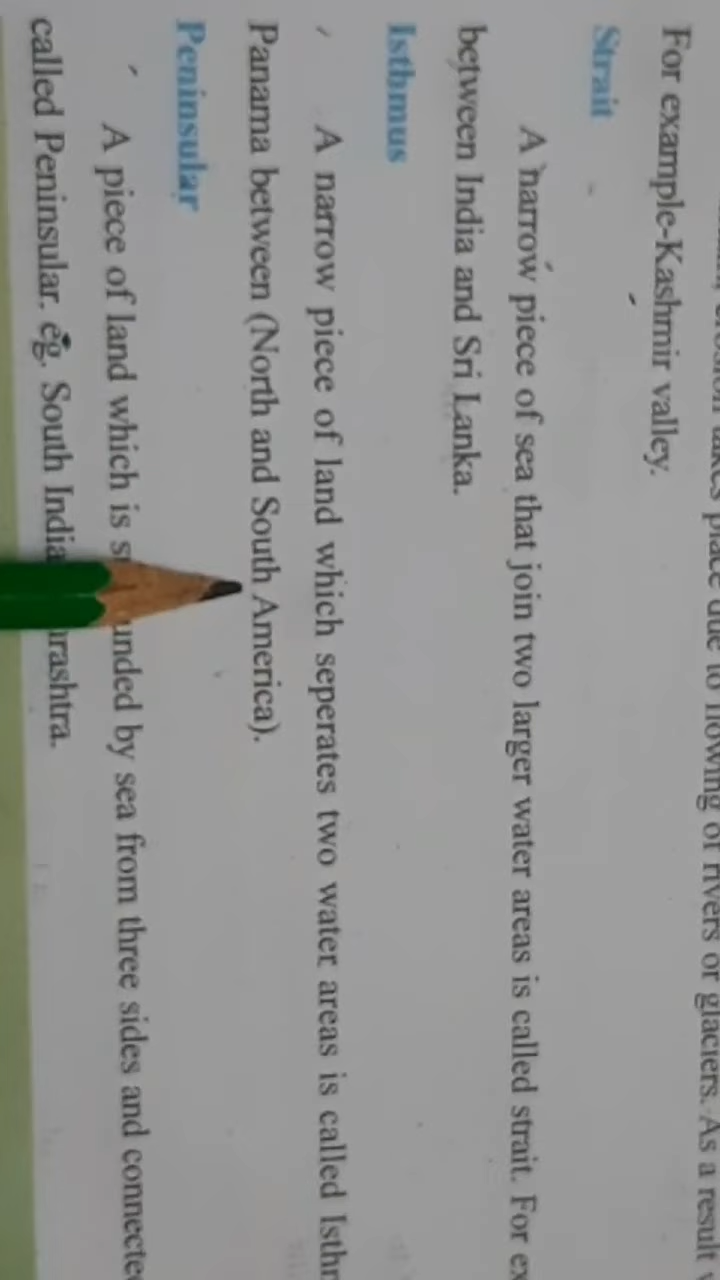 place due to flowing of rivers or glaciers. As a result
For example-Kashmir valley.
Strait
A narrow piece of sea that join two larger water areas is called strait. For
between India and Sri Lanka.
Isthmus
A narrow piece of land which seperates two water areas is called
Panama between (North and South America).
Peninsular
A piece of land which is by sea from three sides and
called Peninsular. eg. South